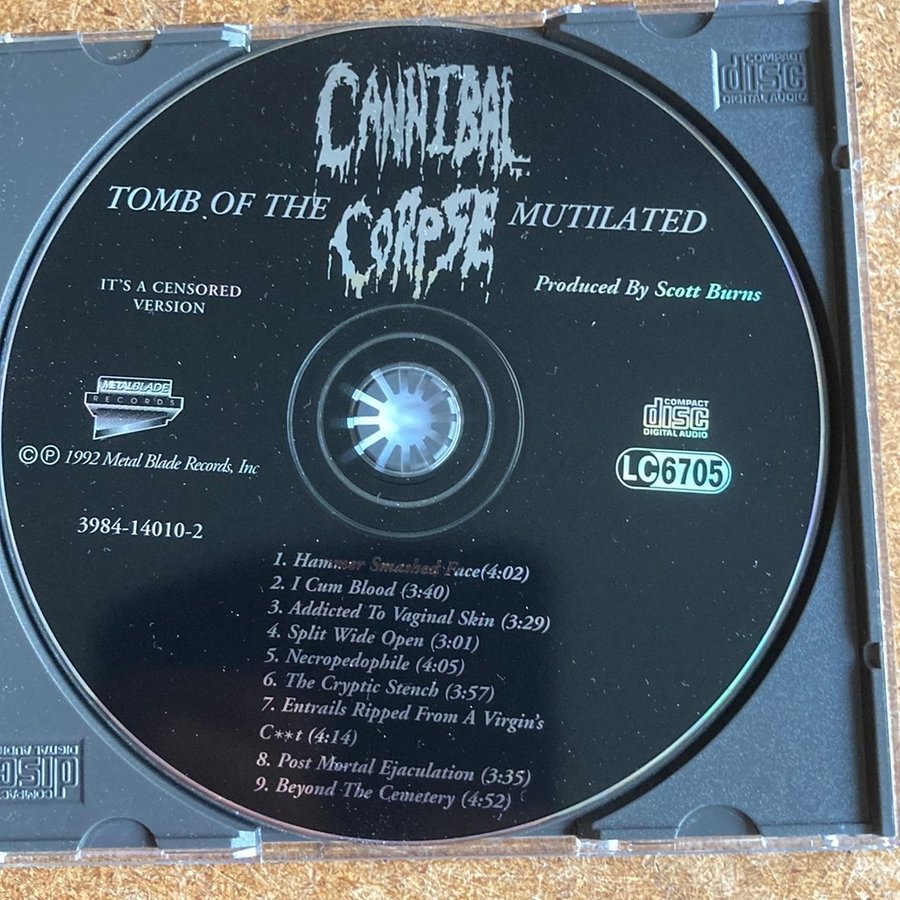 COMPACT
disc
DIGITAL AUDIO
CANNIBAL
CORPSE
TOMB OF THE MUTILATED
IT'S A CENSORED
VERSION
Produced By Scott Burns
METALBLADE
RECORDS
©℗ 1992 Metal Blade Records, Inc
3984-14010-2
COMPACT
disc
DIGITAL AUDIO
LC6705
1. Hammer Smashed Face(4:02)
2. I Cum Blood (3:40)
3. Addicted To Vaginal Skin (3:29)
4. Split Wide Open (3:01)
5. Necropedophile (4:05)
6. The Cryptic Stench (3:57)
7. Entrails Ripped From A Virgin's
C**t (4:14)
8. Post Mortal Ejaculation (3:35)
9. Beyond The Cemetery (4:52)
COMPACT
disc
DIGITAL AUDIO